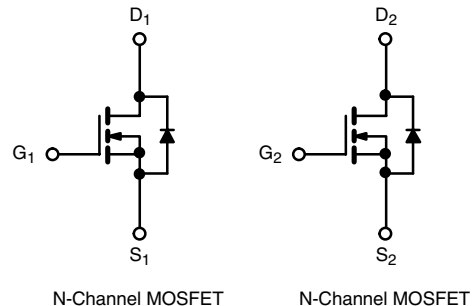 D1 D2
G1 G2
S1 S2
N-Channel MOSFET N-Channel MOSFET